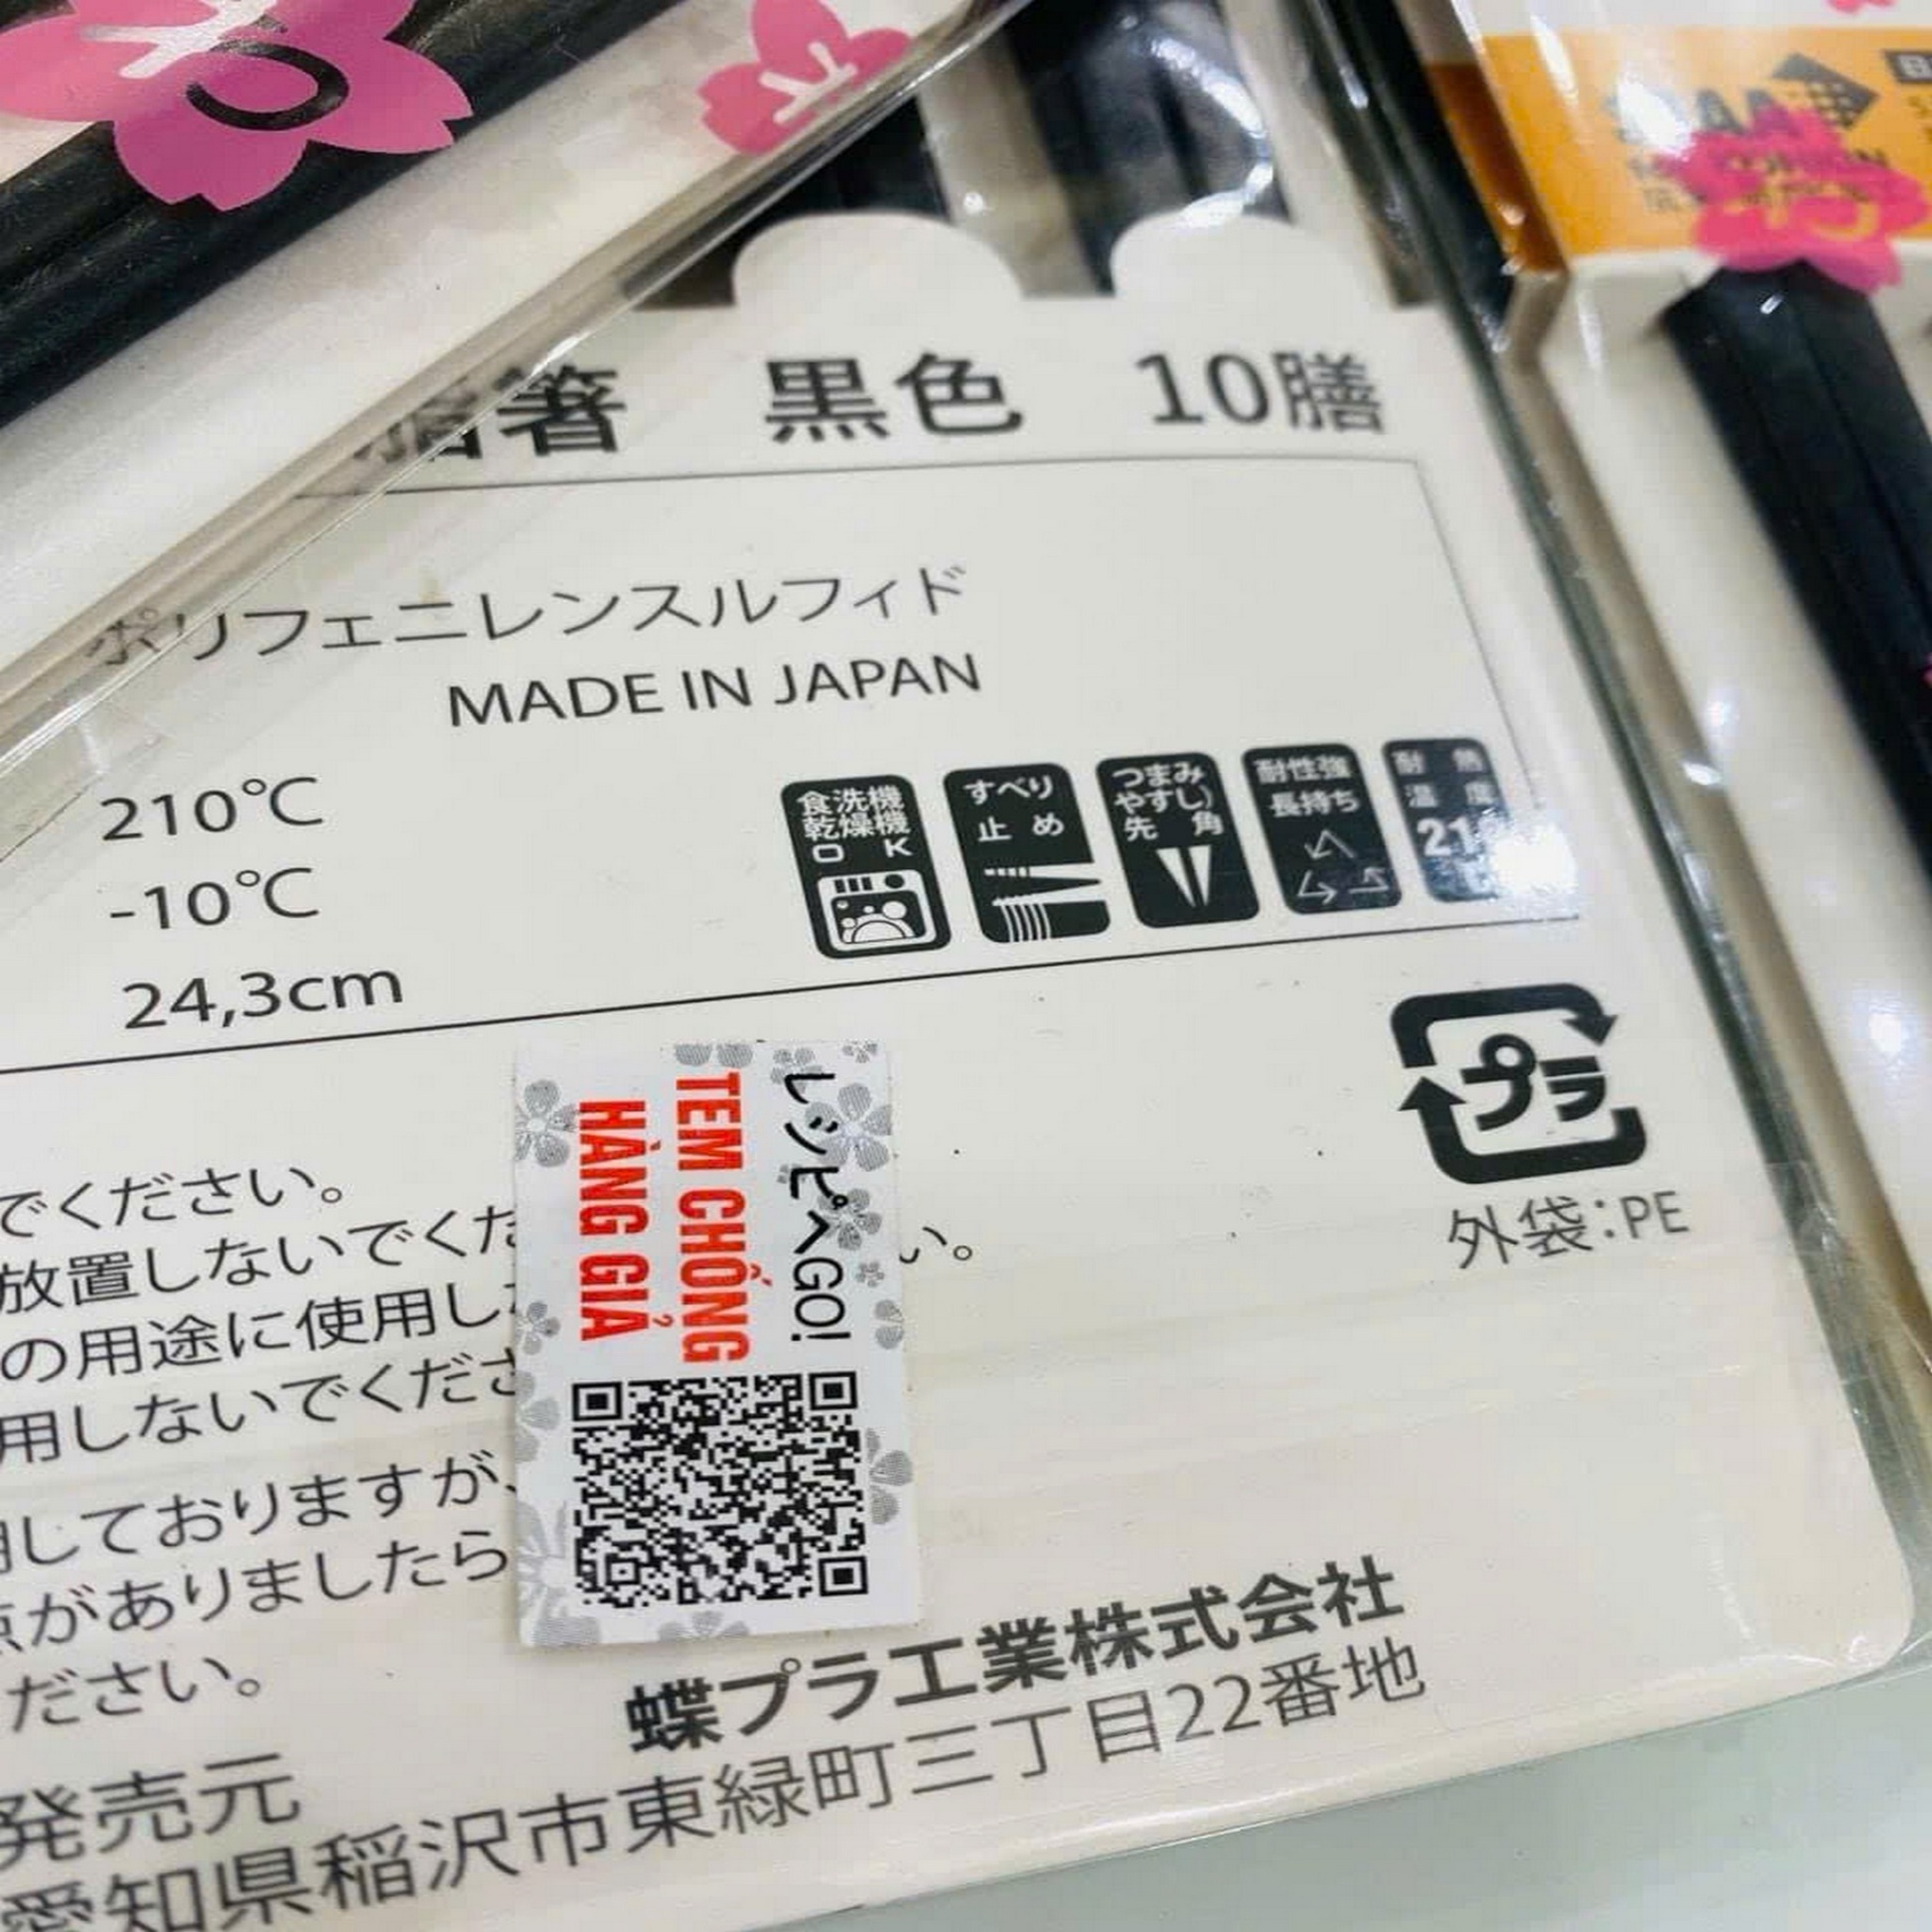 箸 黒色 10膳
ポリフェニレンスルフィド
MADE IN JAPAN
210℃
-10℃
24,3cm
食洗機
乾燥機
O K
すべり
止め
つまみ
やすい
先角
耐性強
長持ち
耐熱
温度
プラ
外袋:PE
レシピへGO!
TEM CHỐNG
HÀNG GIẢ
でください。
放置しないでくだ
い。
の用途に使用し
用しないでくださ
しておりますが、
がありましたら
ださい。
発売元
蝶プラ工業株式会社
愛知県稲沢市東緑町三丁目22番地